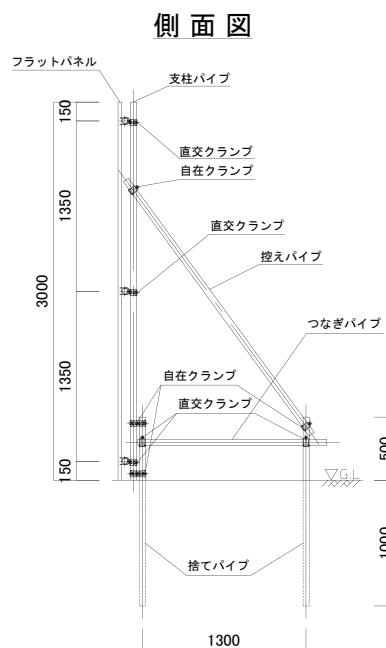 側面図
フラットパネル
支柱パイプ
150
直交クランプ
自在クランプ
1350
直交クランプ
控えパイプ
3000
つなぎパイプ
1350
自在クランプ
直交クランプ
500
150
G.L
1000
捨てパイプ
1300